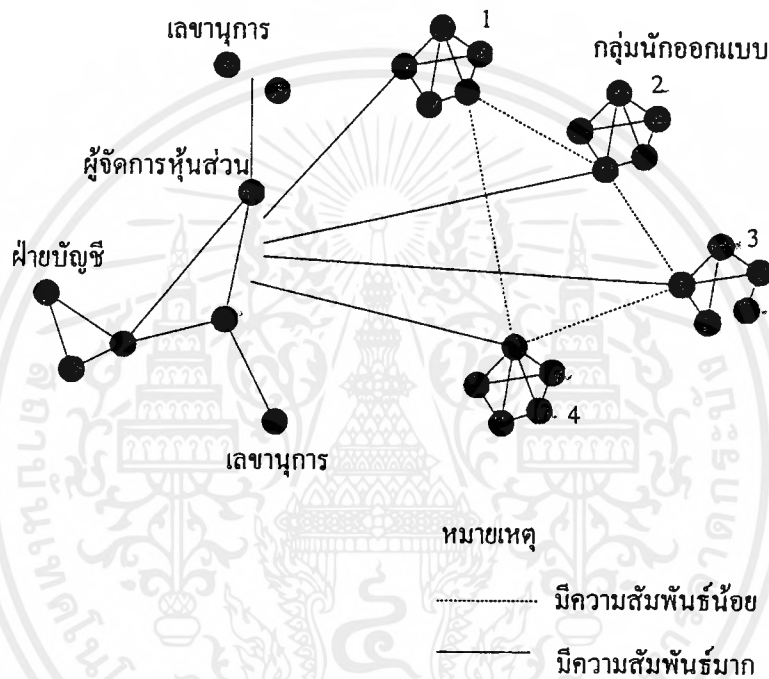 เลขานุการ
1
กลุ่มนักออกแบบ
2
ผู้จัดการหุ้นส่วน
3
ฝ่ายบัญชี
4
เลขานุการ
หมายเหตุ
มีความสัมพันธ์น้อย
มีความสัมพันธ์มาก